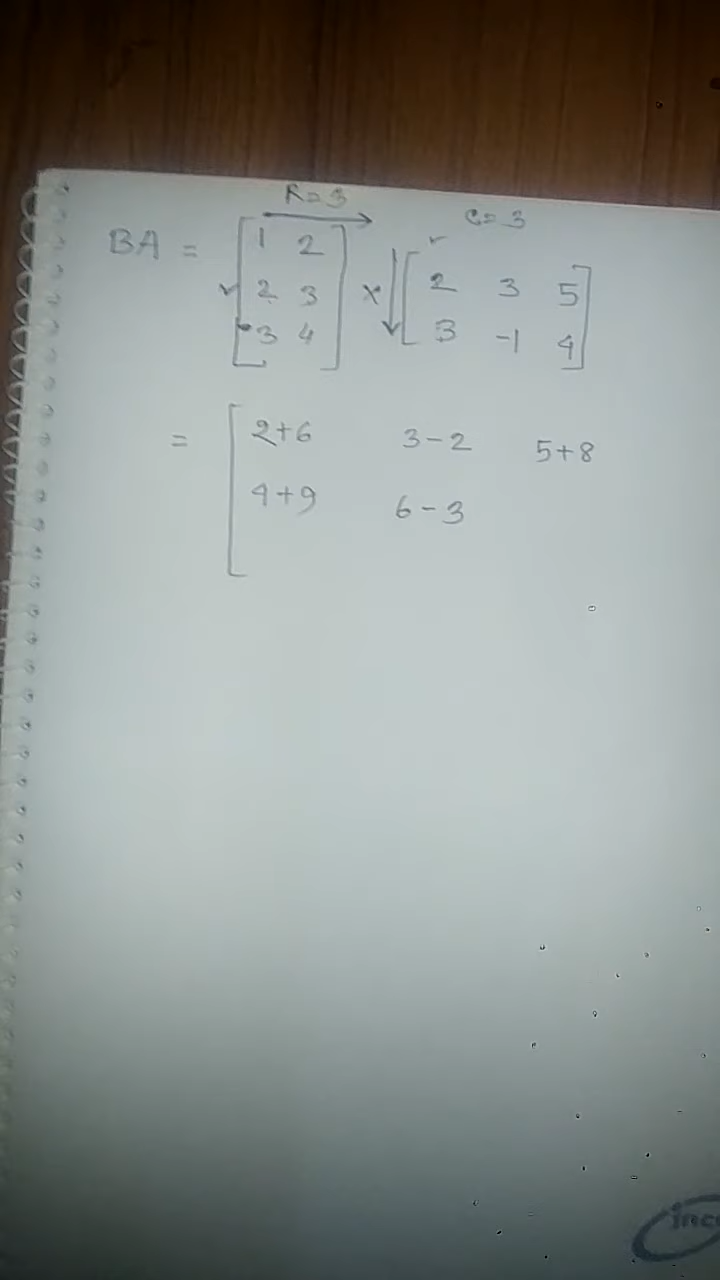 R=3 C=3
BA = [ 1 2 ] × [ 2 3 5 ]
2 3 3 -1 4
3 4
= [ 2+6 3-2 5+8
4+9 6-3
inc